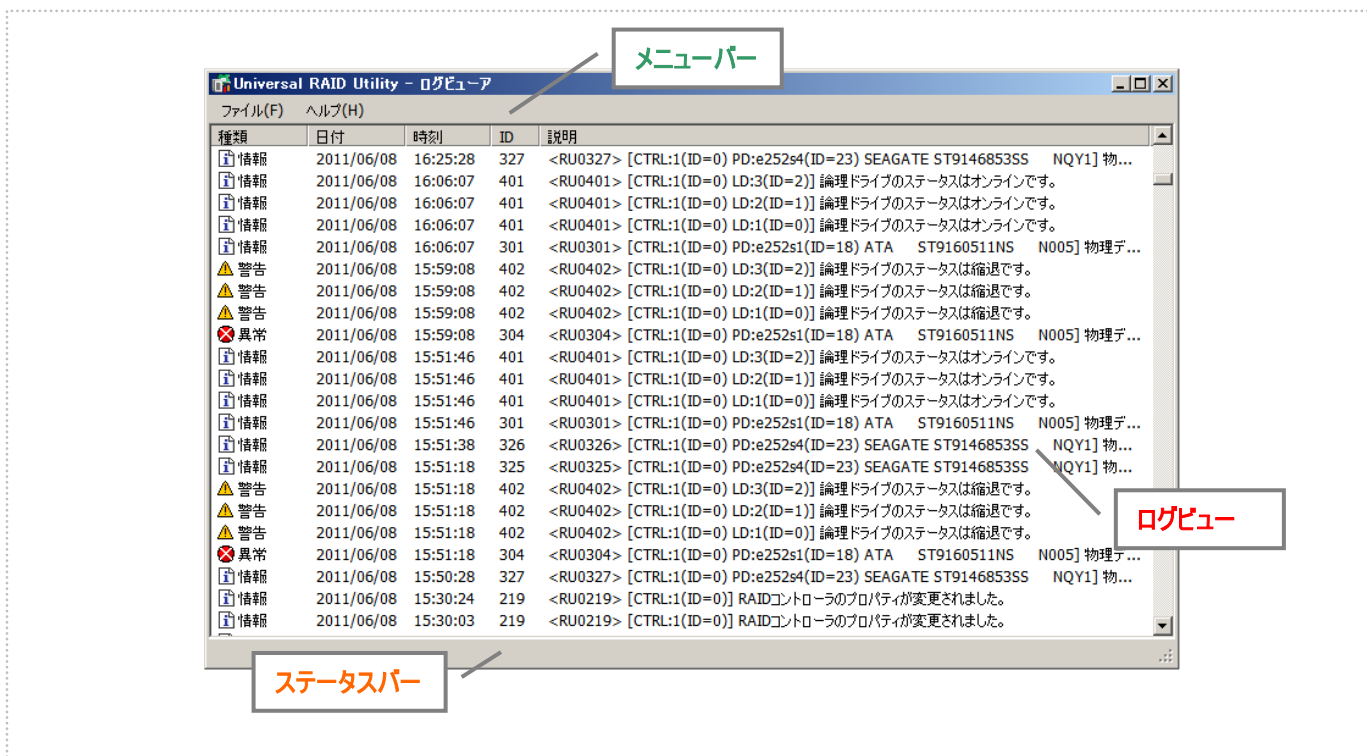 メニューバー
Universal RAID Utility - ログビューア
ファイル(F) ヘルプ(H)
種類 日付 時刻 ID 説明
情報 2011/06/08 16:25:28 327 <RU0327> [CTRL:1(ID=0) PD:e252s4(ID=23) SEAGATE ST9146853SS NQY1] 物...
情報 2011/06/08 16:06:07 401 <RU0401> [CTRL:1(ID=0) LD:3(ID=2)] 論理ドライブのステータスはオンラインです。
情報 2011/06/08 16:06:07 401 <RU0401> [CTRL:1(ID=0) LD:2(ID=1)] 論理ドライブのステータスはオンラインです。
情報 2011/06/08 16:06:07 401 <RU0401> [CTRL:1(ID=0) LD:1(ID=0)] 論理ドライブのステータスはオンラインです。
情報 2011/06/08 16:06:07 301 <RU0301> [CTRL:1(ID=0) PD:e252s1(ID=18) ATA ST9160511NS N005] 物理デ...
警告 2011/06/08 15:59:08 402 <RU0402> [CTRL:1(ID=0) LD:3(ID=2)] 論理ドライブのステータスは縮退です。
警告 2011/06/08 15:59:08 402 <RU0402> [CTRL:1(ID=0) LD:2(ID=1)] 論理ドライブのステータスは縮退です。
警告 2011/06/08 15:59:08 402 <RU0402> [CTRL:1(ID=0) LD:1(ID=0)] 論理ドライブのステータスは縮退です。
異常 2011/06/08 15:59:08 304 <RU0304> [CTRL:1(ID=0) PD:e252s1(ID=18) ATA ST9160511NS N005] 物理デ...
情報 2011/06/08 15:51:46 401 <RU0401> [CTRL:1(ID=0) LD:3(ID=2)] 論理ドライブのステータスはオンラインです。
情報 2011/06/08 15:51:46 401 <RU0401> [CTRL:1(ID=0) LD:2(ID=1)] 論理ドライブのステータスはオンラインです。
情報 2011/06/08 15:51:46 401 <RU0401> [CTRL:1(ID=0) LD:1(ID=0)] 論理ドライブのステータスはオンラインです。
情報 2011/06/08 15:51:46 301 <RU0301> [CTRL:1(ID=0) PD:e252s1(ID=18) ATA ST9160511NS N005] 物理デ...
情報 2011/06/08 15:51:38 326 <RU0326> [CTRL:1(ID=0) PD:e252s4(ID=23) SEAGATE ST9146853SS NQY1] 物...
情報 2011/06/08 15:51:18 325 <RU0325> [CTRL:1(ID=0) PD:e252s4(ID=23) SEAGATE ST9146853SS NQY1] 物...
警告 2011/06/08 15:51:18 402 <RU0402> [CTRL:1(ID=0) LD:3(ID=2)] 論理ドライブのステータスは縮退です。
警告 2011/06/08 15:51:18 402 <RU0402> [CTRL:1(ID=0) LD:2(ID=1)] 論理ドライブのステータスは縮退です。
警告 2011/06/08 15:51:18 402 <RU0402> [CTRL:1(ID=0) LD:1(ID=0)] 論理ドライブのステータスは縮退です。
異常 2011/06/08 15:51:18 304 <RU0304> [CTRL:1(ID=0) PD:e252s1(ID=18) ATA ST9160511NS N005] 物理デ...
情報 2011/06/08 15:50:28 327 <RU0327> [CTRL:1(ID=0) PD:e252s4(ID=23) SEAGATE ST9146853SS NQY1] 物...
情報 2011/06/08 15:30:24 219 <RU0219> [CTRL:1(ID=0)] RAIDコントローラのプロパティが変更されました。
情報 2011/06/08 15:30:03 219 <RU0219> [CTRL:1(ID=0)] RAIDコントローラのプロパティが変更されました。
ログビュー
ステータスバー